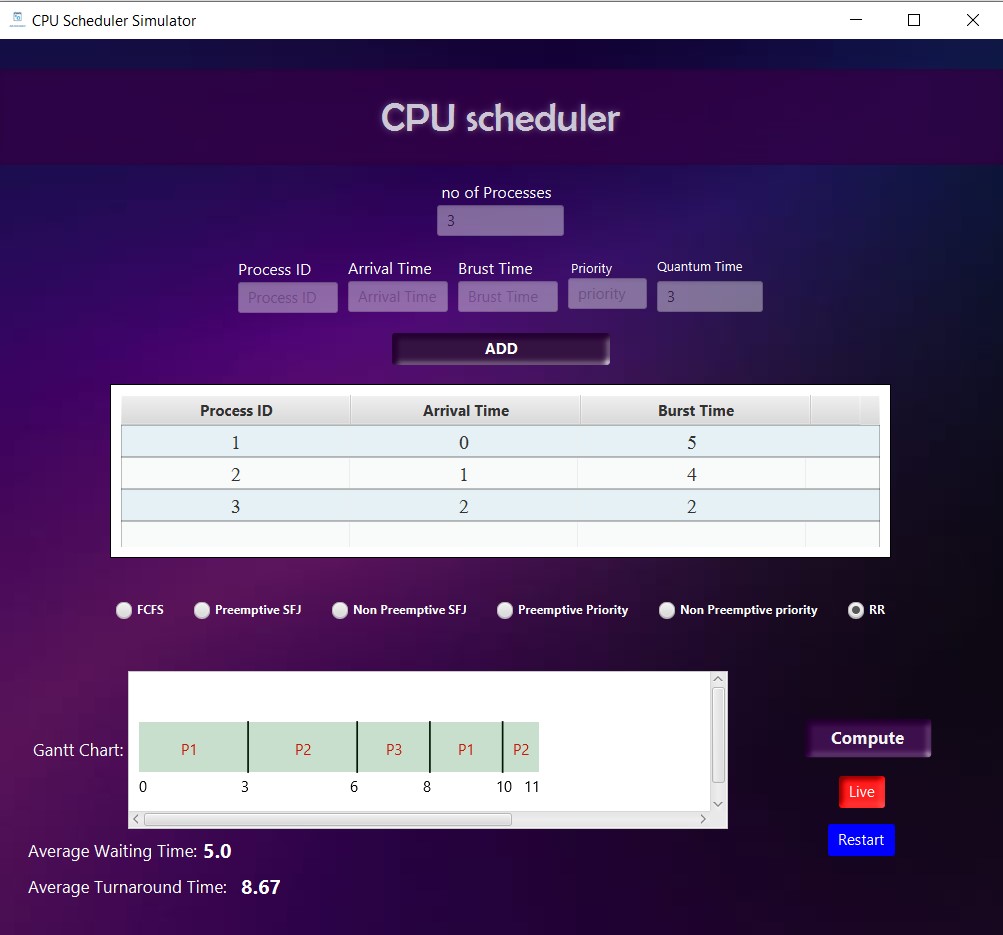 CPU Scheduler Simulator
CPU scheduler
no of Processes
3
Process ID Arrival Time Brust Time Priority Quantum Time
Process ID Arrival Time Brust Time priority 3
ADD
Process ID Arrival Time Burst Time
1 0 5
2 1 4
3 2 2
FCFS Preemptive SFJ Non Preemptive SFJ Preemptive Priority Non Preemptive priority RR
Gantt Chart: P1 P2 P3 P1 P2
0 3 6 8 10 11
Compute
Live
Restart
Average Waiting Time: 5.0
Average Turnaround Time: 8.67